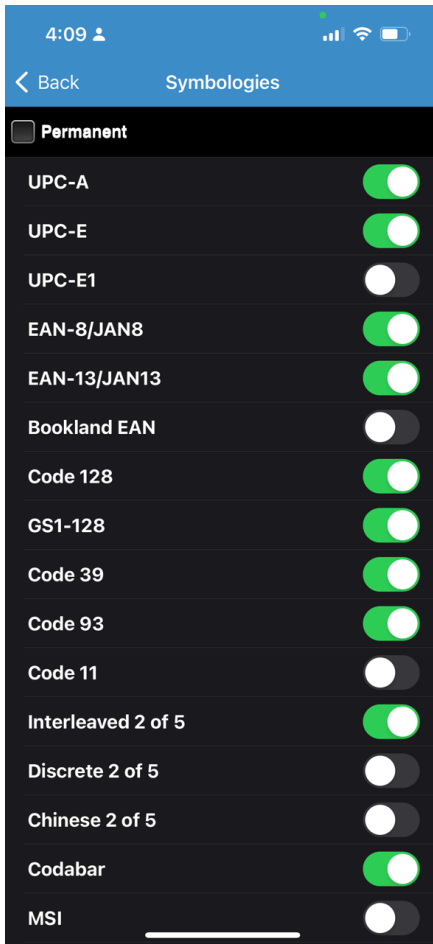 4:09
Back Symbologies
Permanent
UPC-A
UPC-E
UPC-E1
EAN-8/JAN8
EAN-13/JAN13
Bookland EAN
Code 128
GS1-128
Code 39
Code 93
Code 11
Interleaved 2 of 5
Discrete 2 of 5
Chinese 2 of 5
Codabar
MSI